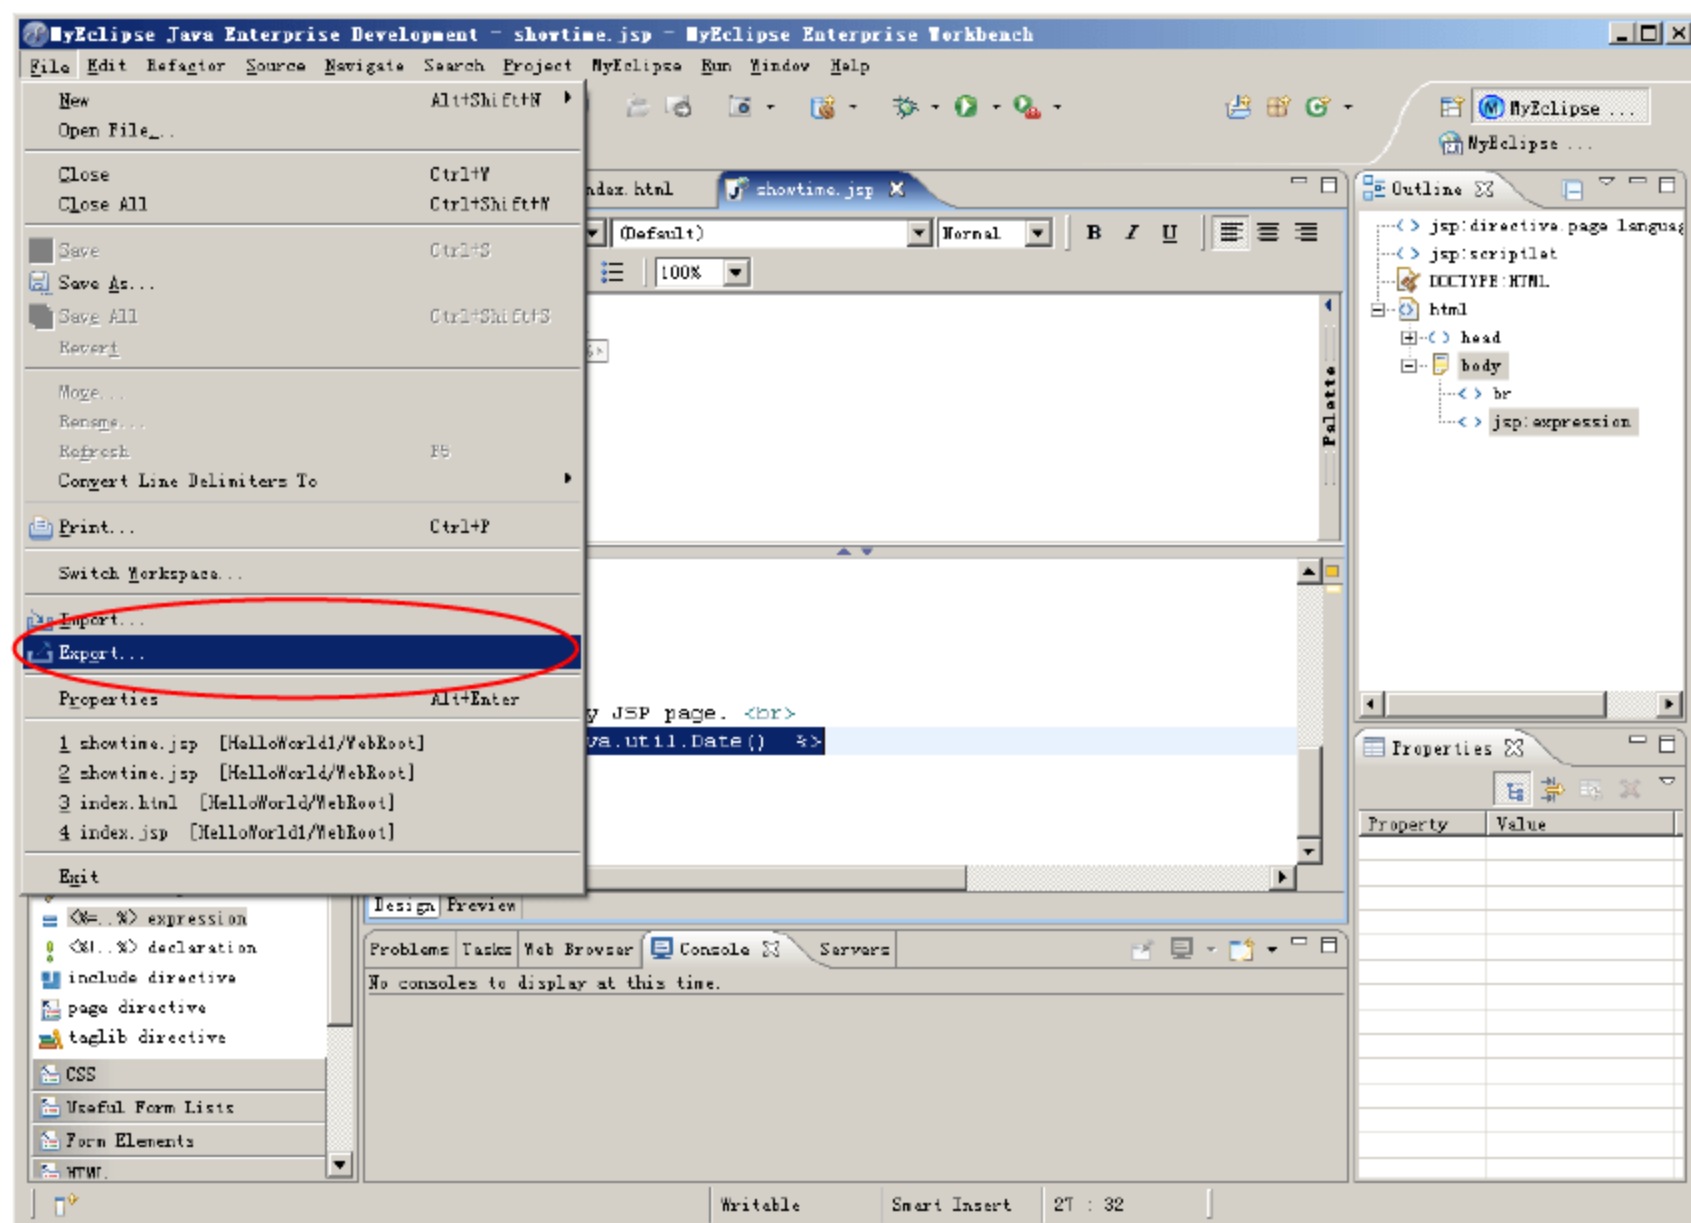 MyEclipse Java Enterprise Development - showtime.jsp - MyEclipse Enterprise Workbench
File Edit Refactor Source Navigate Search Project MyEclipse Run Window Help
New Alt+Shift+N
Open File...
Close Ctrl+W
Close All Ctrl+Shift+W
Save Ctrl+S
Save As...
Save All Ctrl+Shift+S
Revert
Move...
Rename...
Refresh F5
Convert Line Delimiters To
Print... Ctrl+P
Switch Workspace...
Import...
Export...
Properties Alt+Enter
1 showtime.jsp [HelloWorld1/WebRoot]
2 showtime.jsp [HelloWorld/WebRoot]
3 index.html [HelloWorld/WebRoot]
4 index.jsp [HelloWorld1/WebRoot]
Exit
MyEclipse ...
MyEclipse ...
ndex.html showtime.jsp
(Default) Normal B I U
100%
%>
Palette
y JSP page. <br>
va.util.Date() %>
Design Preview
<%=..%> expression
<%!..%> declaration
include directive
page directive
taglib directive
CSS
Useful Form Lists
Form Elements
HTML
Problems Tasks Web Browser Console Servers
No consoles to display at this time.
Outline
jsp:directive.page languag
jsp:scriptlet
DOCTYPE:HTML
html
head
body
br
jsp:expression
Properties
Property Value
Writable Smart Insert 27 : 32